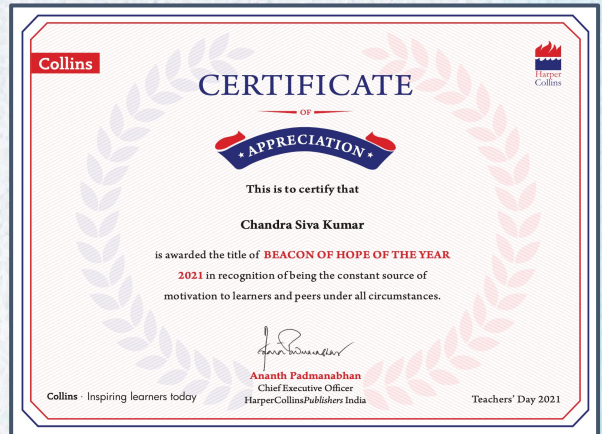 Collins
Harper
Collins
CERTIFICATE
OF
APPRECIATION
This is to certify that
Chandra Siva Kumar
is awarded the title of BEACON OF HOPE OF THE YEAR
2021 in recognition of being the constant source of
motivation to learners and peers under all circumstances.
Ananth Padmanabhan
Chief Executive Officer
HarperCollinsPublishers India
Collins · Inspiring learners today
Teachers' Day 2021